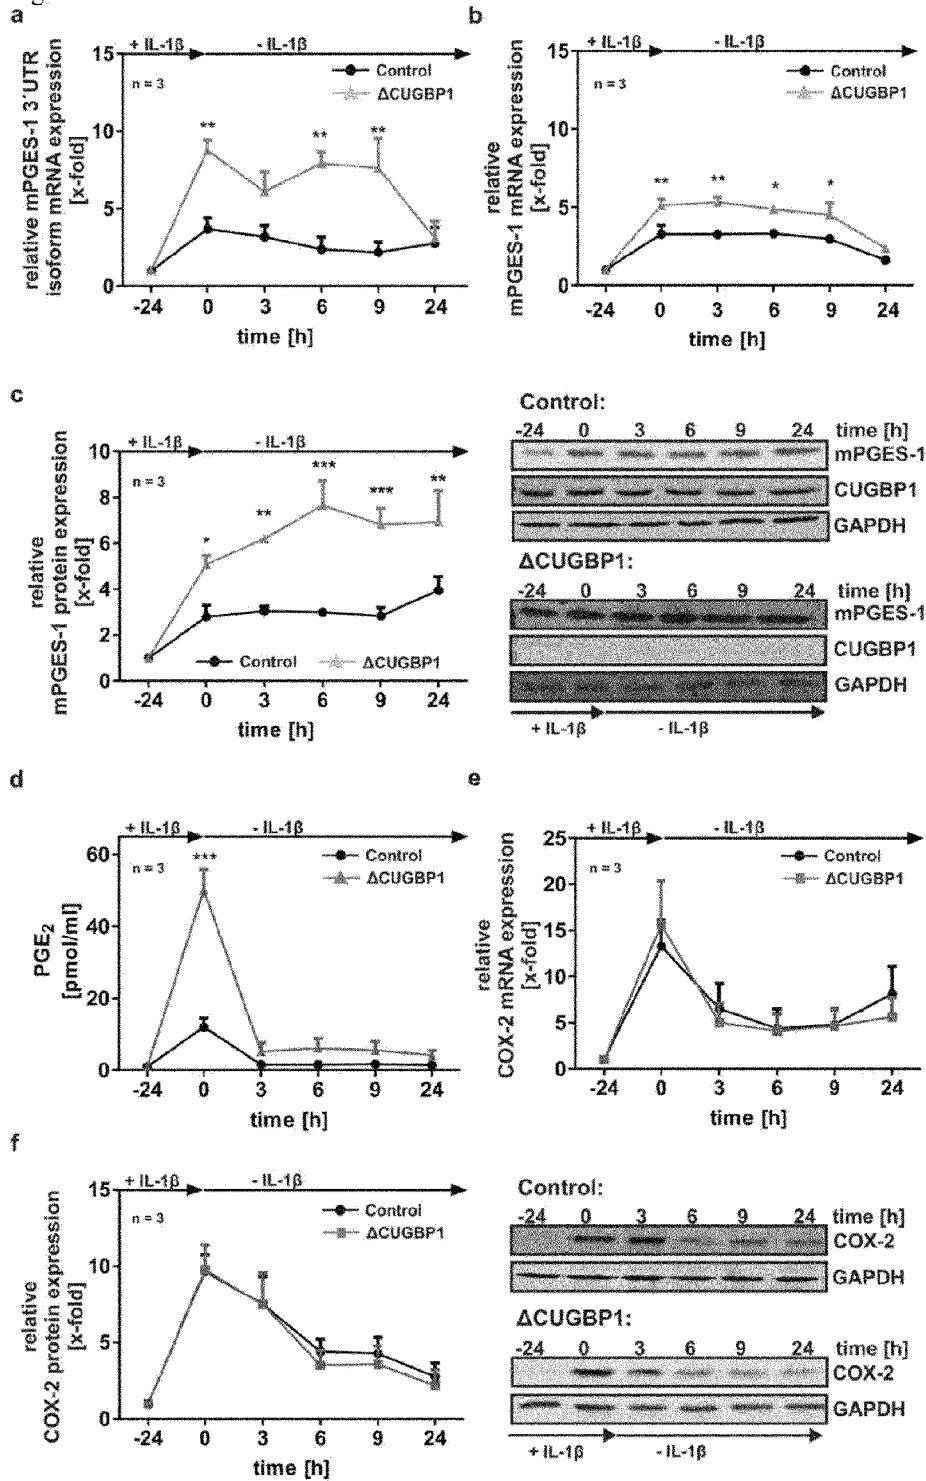 a
+ IL-1β - IL-1β
relative mPGES-1 3´UTR
isoform mRNA expression
[x-fold]
15
10
5
0
n = 3
Control
ΔCUGBP1
**
**
**
-24 0 3 6 9 24
time [h]
b
+ IL-1β - IL-1β
relative
mPGES-1 mRNA expression
[x-fold]
15
10
5
0
n = 3
Control
ΔCUGBP1
**
**
*
*
-24 0 3 6 9 24
time [h]
c
+ IL-1β - IL-1β
relative
mPGES-1 protein expression
[x-fold]
10
8
6
4
2
0
n = 3
*
**
***
***
**
Control ΔCUGBP1
-24 0 3 6 9 24
time [h]
Control:
-24 0 3 6 9 24 time [h]
mPGES-1
CUGBP1
GAPDH
ΔCUGBP1:
-24 0 3 6 9 24 time [h]
mPGES-1
CUGBP1
GAPDH
+ IL-1β - IL-1β
d
+ IL-1β - IL-1β
PGE2
[pmol/ml]
60
40
20
0
n = 3
***
Control
ΔCUGBP1
-24 0 3 6 9 24
time [h]
e
+ IL-1β - IL-1β
relative
COX-2 mRNA expression
[x-fold]
25
20
15
10
5
0
n = 3
Control
ΔCUGBP1
-24 0 3 6 9 24
time [h]
f
+ IL-1β - IL-1β
relative
COX-2 protein expression
[x-fold]
15
10
5
0
n = 3
Control
ΔCUGBP1
-24 0 3 6 9 24
time [h]
Control:
-24 0 3 6 9 24 time [h]
COX-2
GAPDH
ΔCUGBP1:
-24 0 3 6 9 24 time [h]
COX-2
GAPDH
+ IL-1β - IL-1β